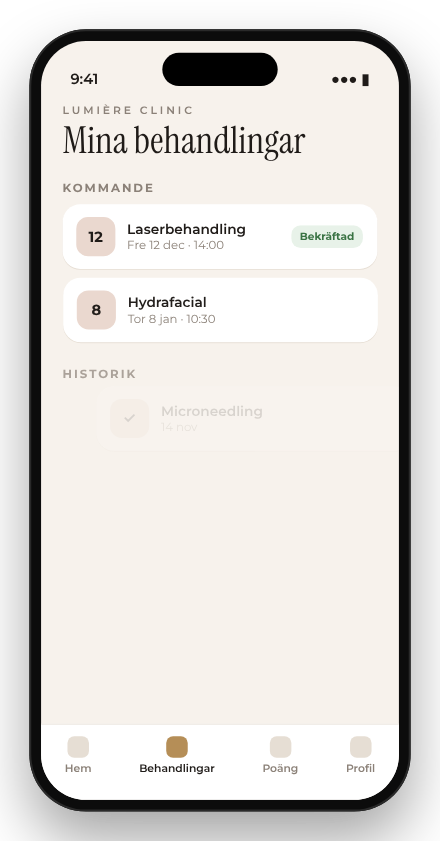 9:41
LUMIÈRE CLINIC
Mina behandlingar
KOMMANDE
12
Laserbehandling
Fre 12 dec · 14:00
Bekräftad
8
Hydrafacial
Tor 8 jan · 10:30
HISTORIK
Microneedling
14 nov
Hem
Behandlingar
Poäng
Profil